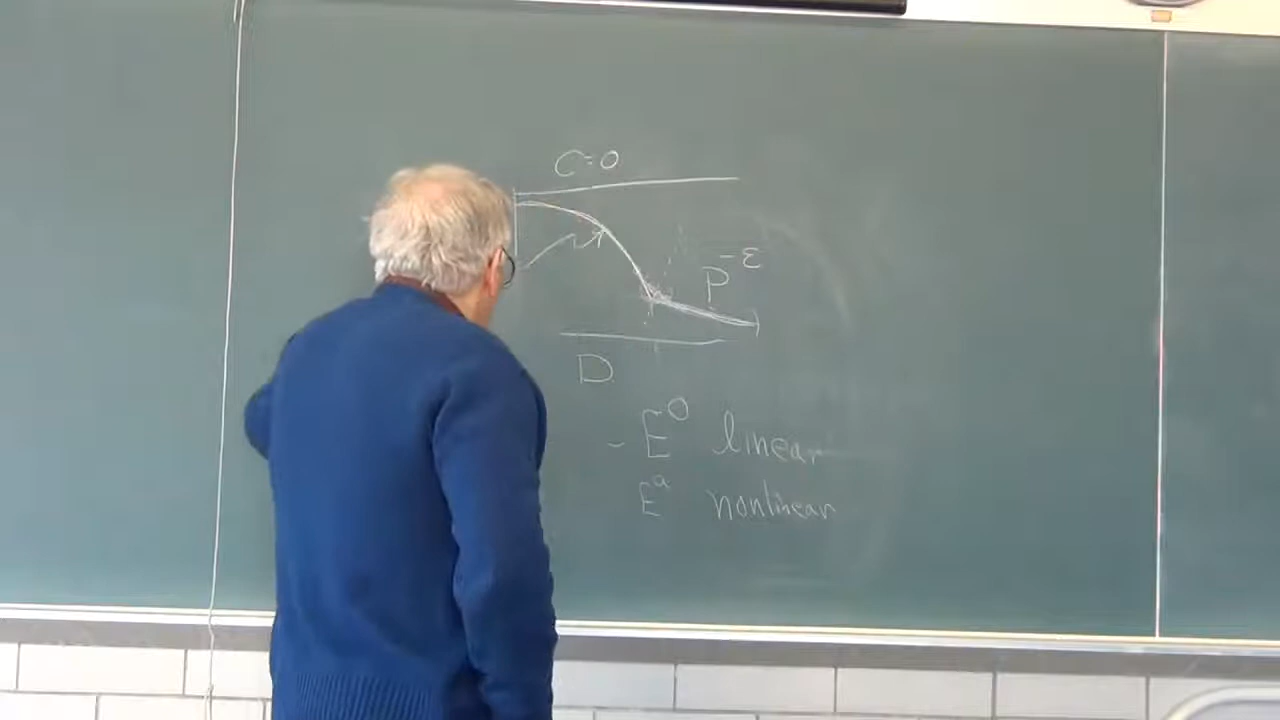 C=0
P^-ε
D
- E^0 linear
E^a nonlinear